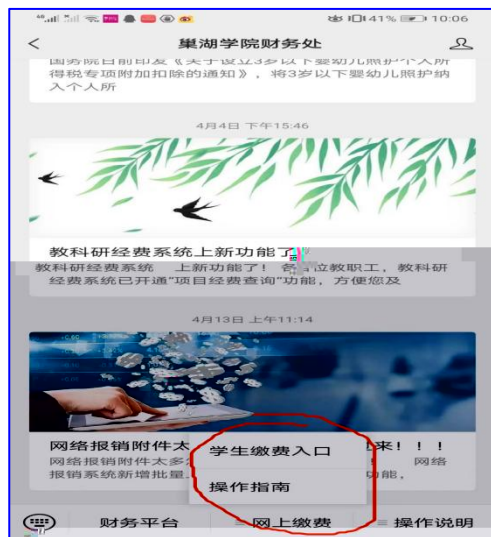 41% 10:06
巢湖学院财务处
国务院日前印发《关于设立3岁以下婴幼儿照护个人所
得税专项附加扣除的通知》，将3岁以下婴幼儿照护纳
入个人所
4月4日 下午15:46
教科研经费系统上新功能了
教科研经费系统 上新功能了！ 各位教职工，教科研
经费系统已开通"项目经费查询"功能，方便您及
4月13日 上午11:14
网络报销附件太 来！！！
网络报销附件太多 网络
报销系统新增批量 功能，
学生缴费入口
操作指南
财务平台 网上缴费 操作说明